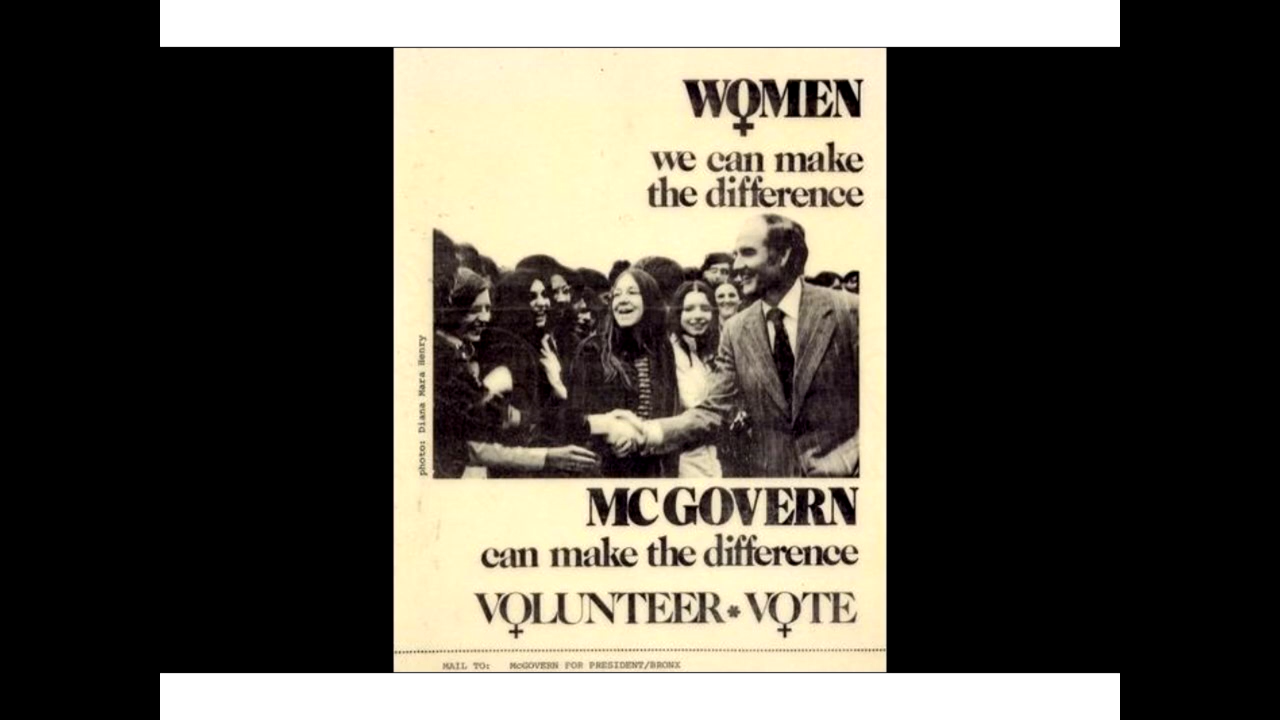 WOMEN
we can make
the difference
photo: Diana Mara Henry
MCGOVERN
can make the difference
VOLUNTEER * VOTE
MAIL TO: McGOVERN FOR PRESIDENT/BRONX